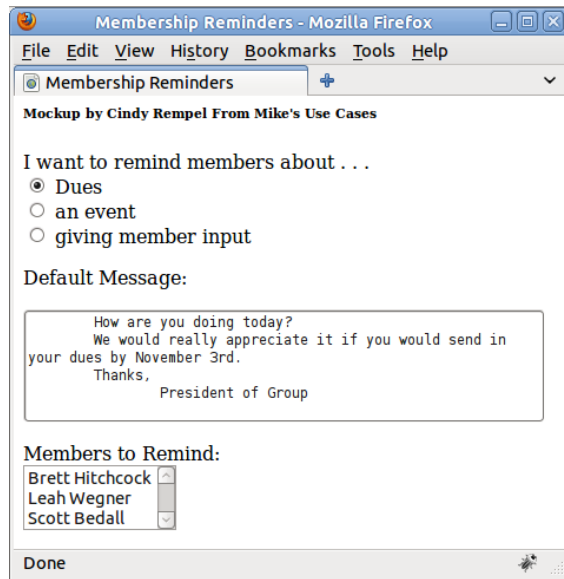 Membership Reminders - Mozilla Firefox
File Edit View History Bookmarks Tools Help
Membership Reminders
Mockup by Cindy Rempel From Mike's Use Cases
I want to remind members about . . .
Dues
an event
giving member input
Default Message:
How are you doing today?
We would really appreciate it if you would send in
your dues by November 3rd.
Thanks,
President of Group
Members to Remind:
Brett Hitchcock
Leah Wegner
Scott Bedall
Done